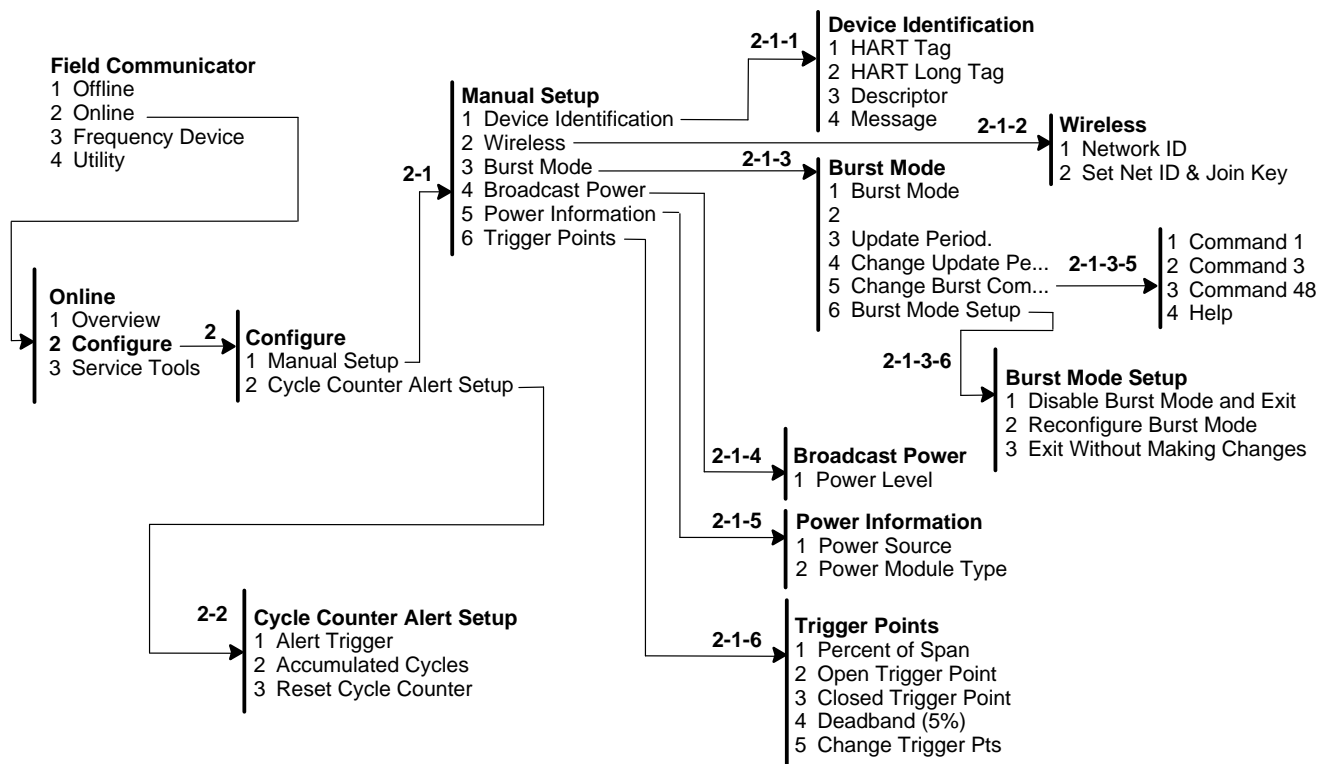 Field Communicator
1 Offline
2 Online
3 Frequency Device
4 Utility
Online
1 Overview
2 Configure
3 Service Tools
2
Configure
1 Manual Setup
2 Cycle Counter Alert Setup
2-1
Manual Setup
1 Device Identification
2 Wireless
3 Burst Mode
4 Broadcast Power
5 Power Information
6 Trigger Points
2-1-1
Device Identification
1 HART Tag
2 HART Long Tag
3 Descriptor
4 Message
2-1-2
Wireless
1 Network ID
2 Set Net ID & Join Key
2-1-3
Burst Mode
1 Burst Mode
2
3 Update Period.
4 Change Update Pe...
5 Change Burst Com...
6 Burst Mode Setup
2-1-3-5
1 Command 1
2 Command 3
3 Command 48
4 Help
2-1-3-6
Burst Mode Setup
1 Disable Burst Mode and Exit
2 Reconfigure Burst Mode
3 Exit Without Making Changes
2-1-4
Broadcast Power
1 Power Level
2-1-5
Power Information
1 Power Source
2 Power Module Type
2-1-6
Trigger Points
1 Percent of Span
2 Open Trigger Point
3 Closed Trigger Point
4 Deadband (5%)
5 Change Trigger Pts
2-2
Cycle Counter Alert Setup
1 Alert Trigger
2 Accumulated Cycles
3 Reset Cycle Counter